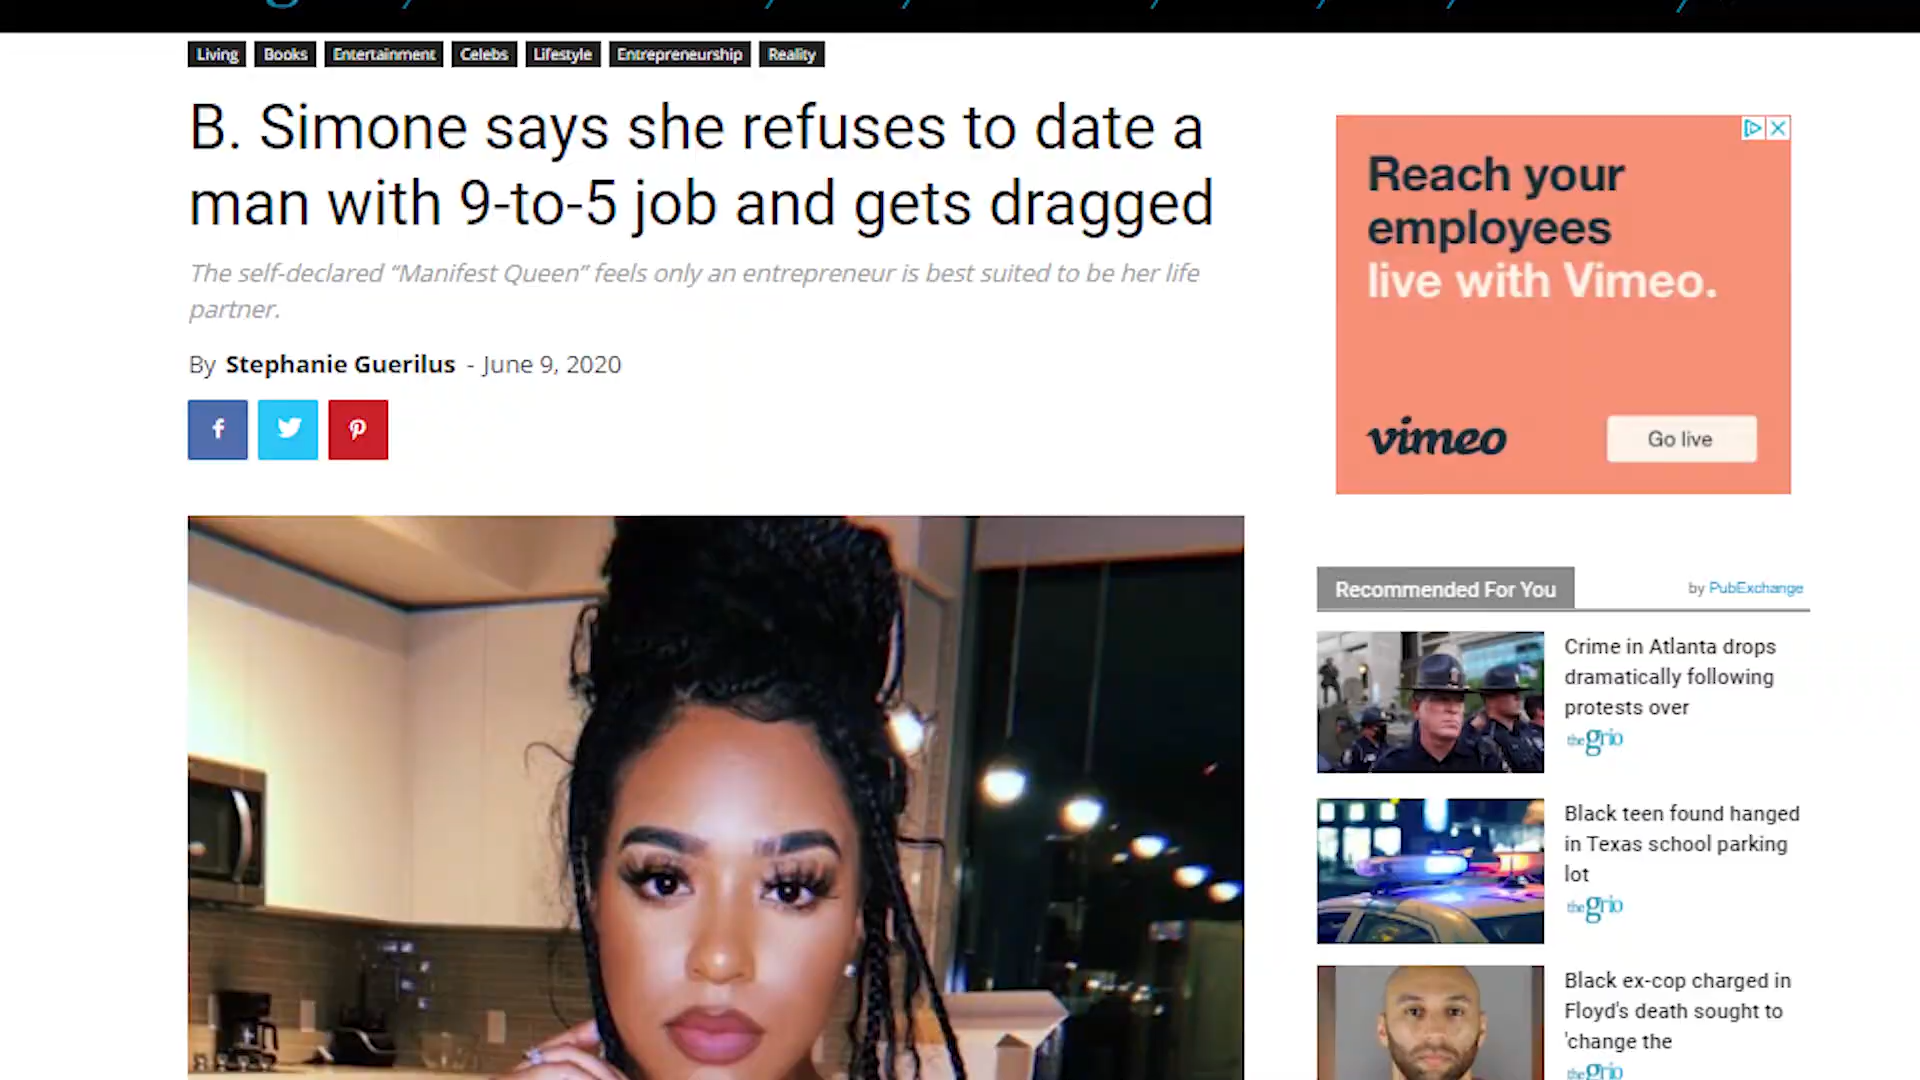 Living Books Entertainment Celebs Lifestyle Entrepreneurship Reality
B. Simone says she refuses to date a
man with 9-to-5 job and gets dragged
The self-declared “Manifest Queen” feels only an entrepreneur is best suited to be her life
partner.
By Stephanie Guerilus - June 9, 2020
Reach your
employees
live with Vimeo.
vimeo
Go live
Recommended For You
by PubExchange
Crime in Atlanta drops
dramatically following
protests over
thegrio
Black teen found hanged
in Texas school parking
lot
thegrio
Black ex-cop charged in
Floyd's death sought to
'change the
thegrio